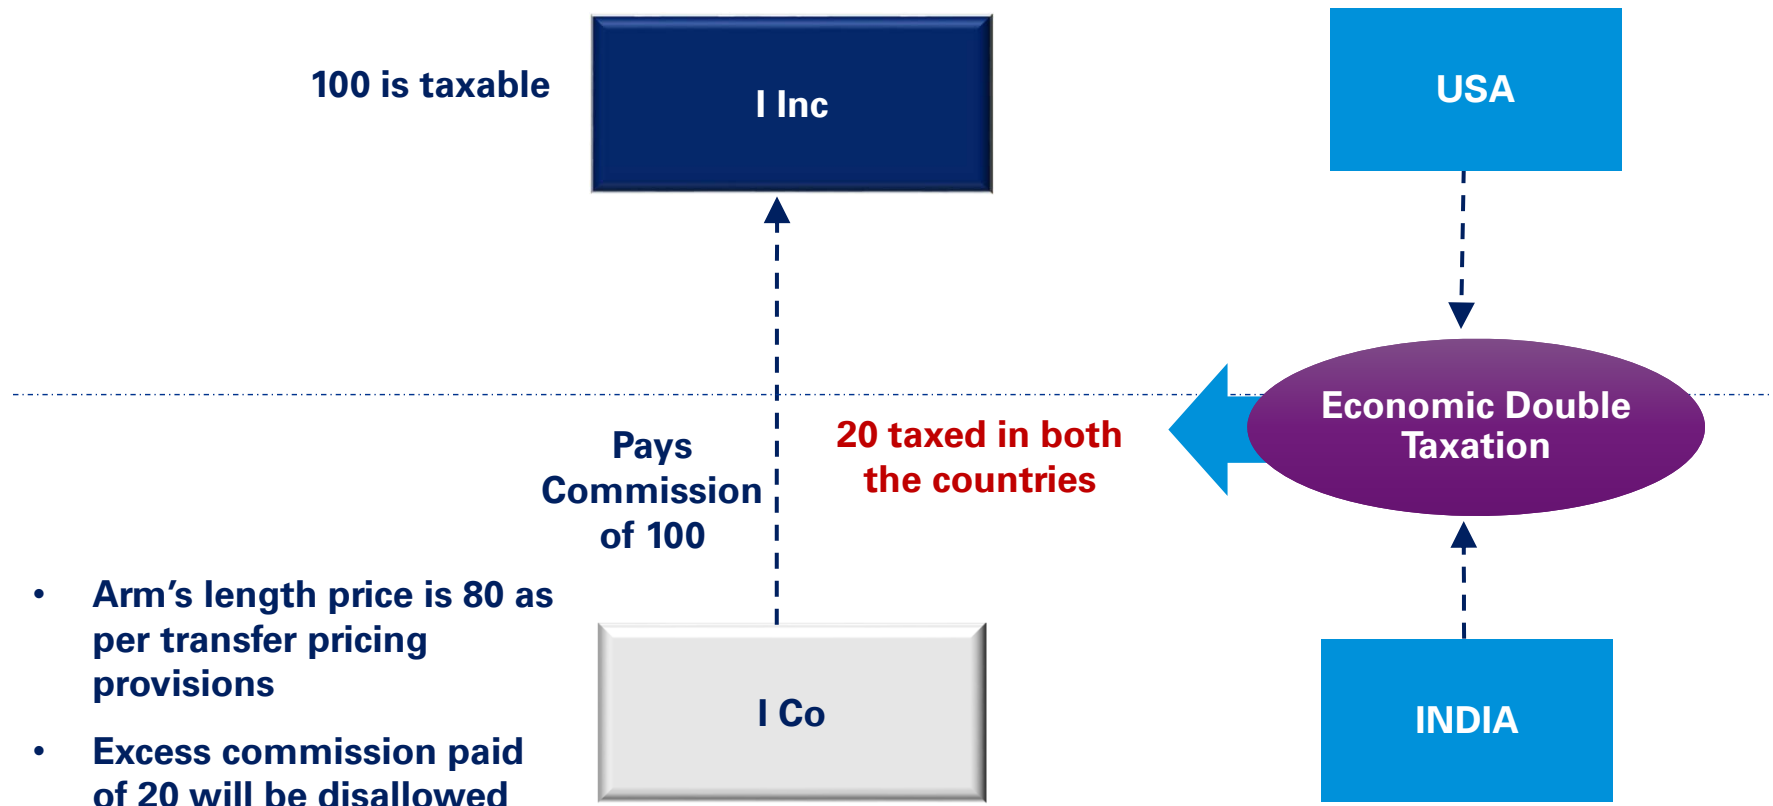 100 is taxable
I Inc
USA
Economic Double
Taxation
20 taxed in both
the countries
Pays
Commission
of 100
• Arm’s length price is 80 as
per transfer pricing
provisions
• Excess commission paid
of 20 will be disallowed
I Co
INDIA